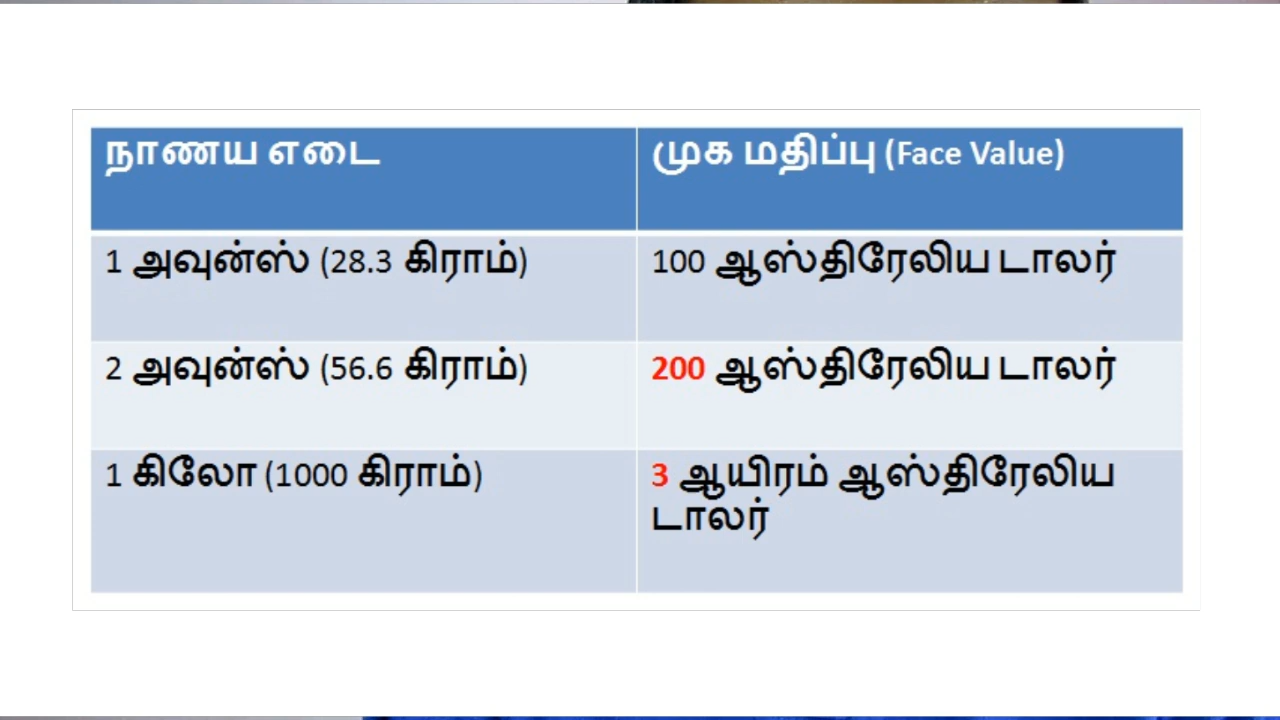 நாணய எடை
முக மதிப்பு (Face Value)
1 அவுன்ஸ் (28.3 கிராம்)
100 ஆஸ்திரேலிய டாலர்
2 அவுன்ஸ் (56.6 கிராம்)
200 ஆஸ்திரேலிய டாலர்
1 கிலோ (1000 கிராம்)
3 ஆயிரம் ஆஸ்திரேலிய
டாலர்